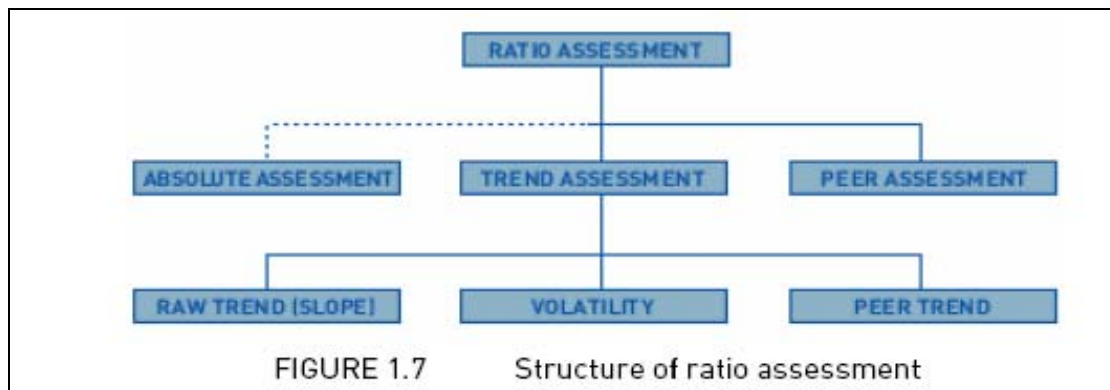 RATIO ASSESSMENT
ABSOLUTE ASSESSMENT TREND ASSESSMENT PEER ASSESSMENT
RAW TREND (SLOPE) VOLATILITY PEER TREND
FIGURE 1.7 Structure of ratio assessment